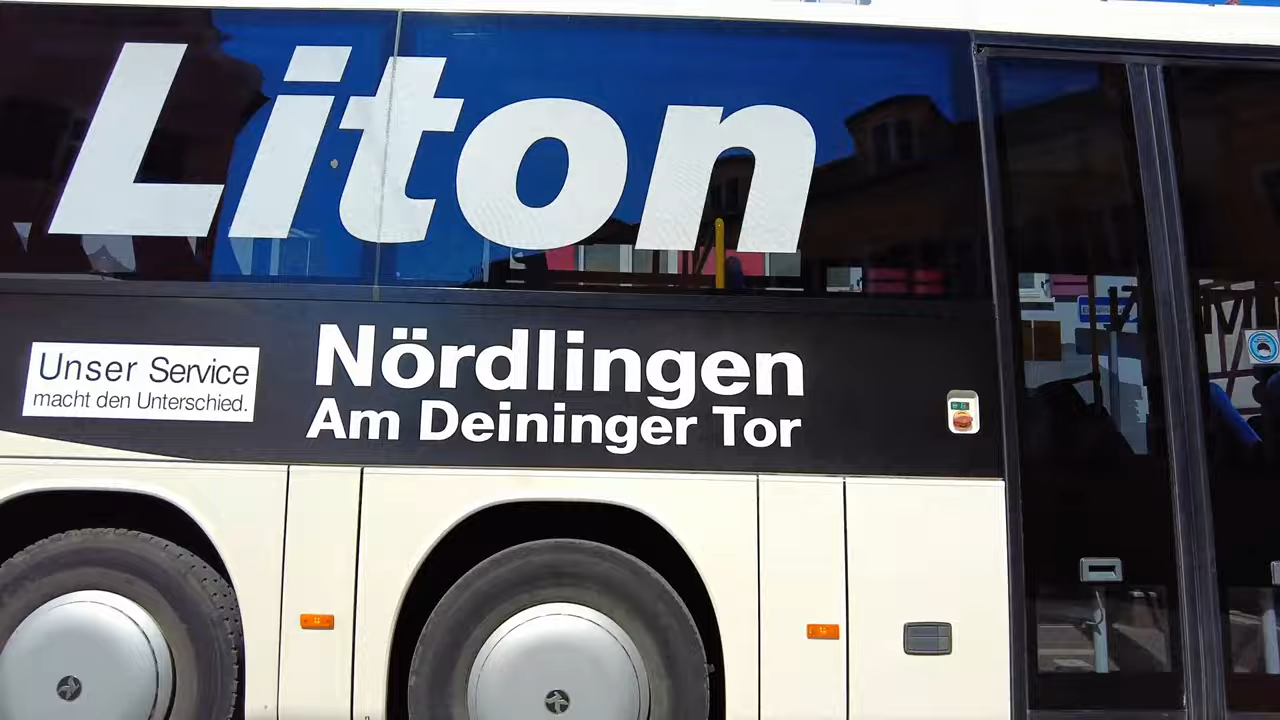 Liton
Unser Service
macht den Unterschied.
Nördlingen
Am Deininger Tor